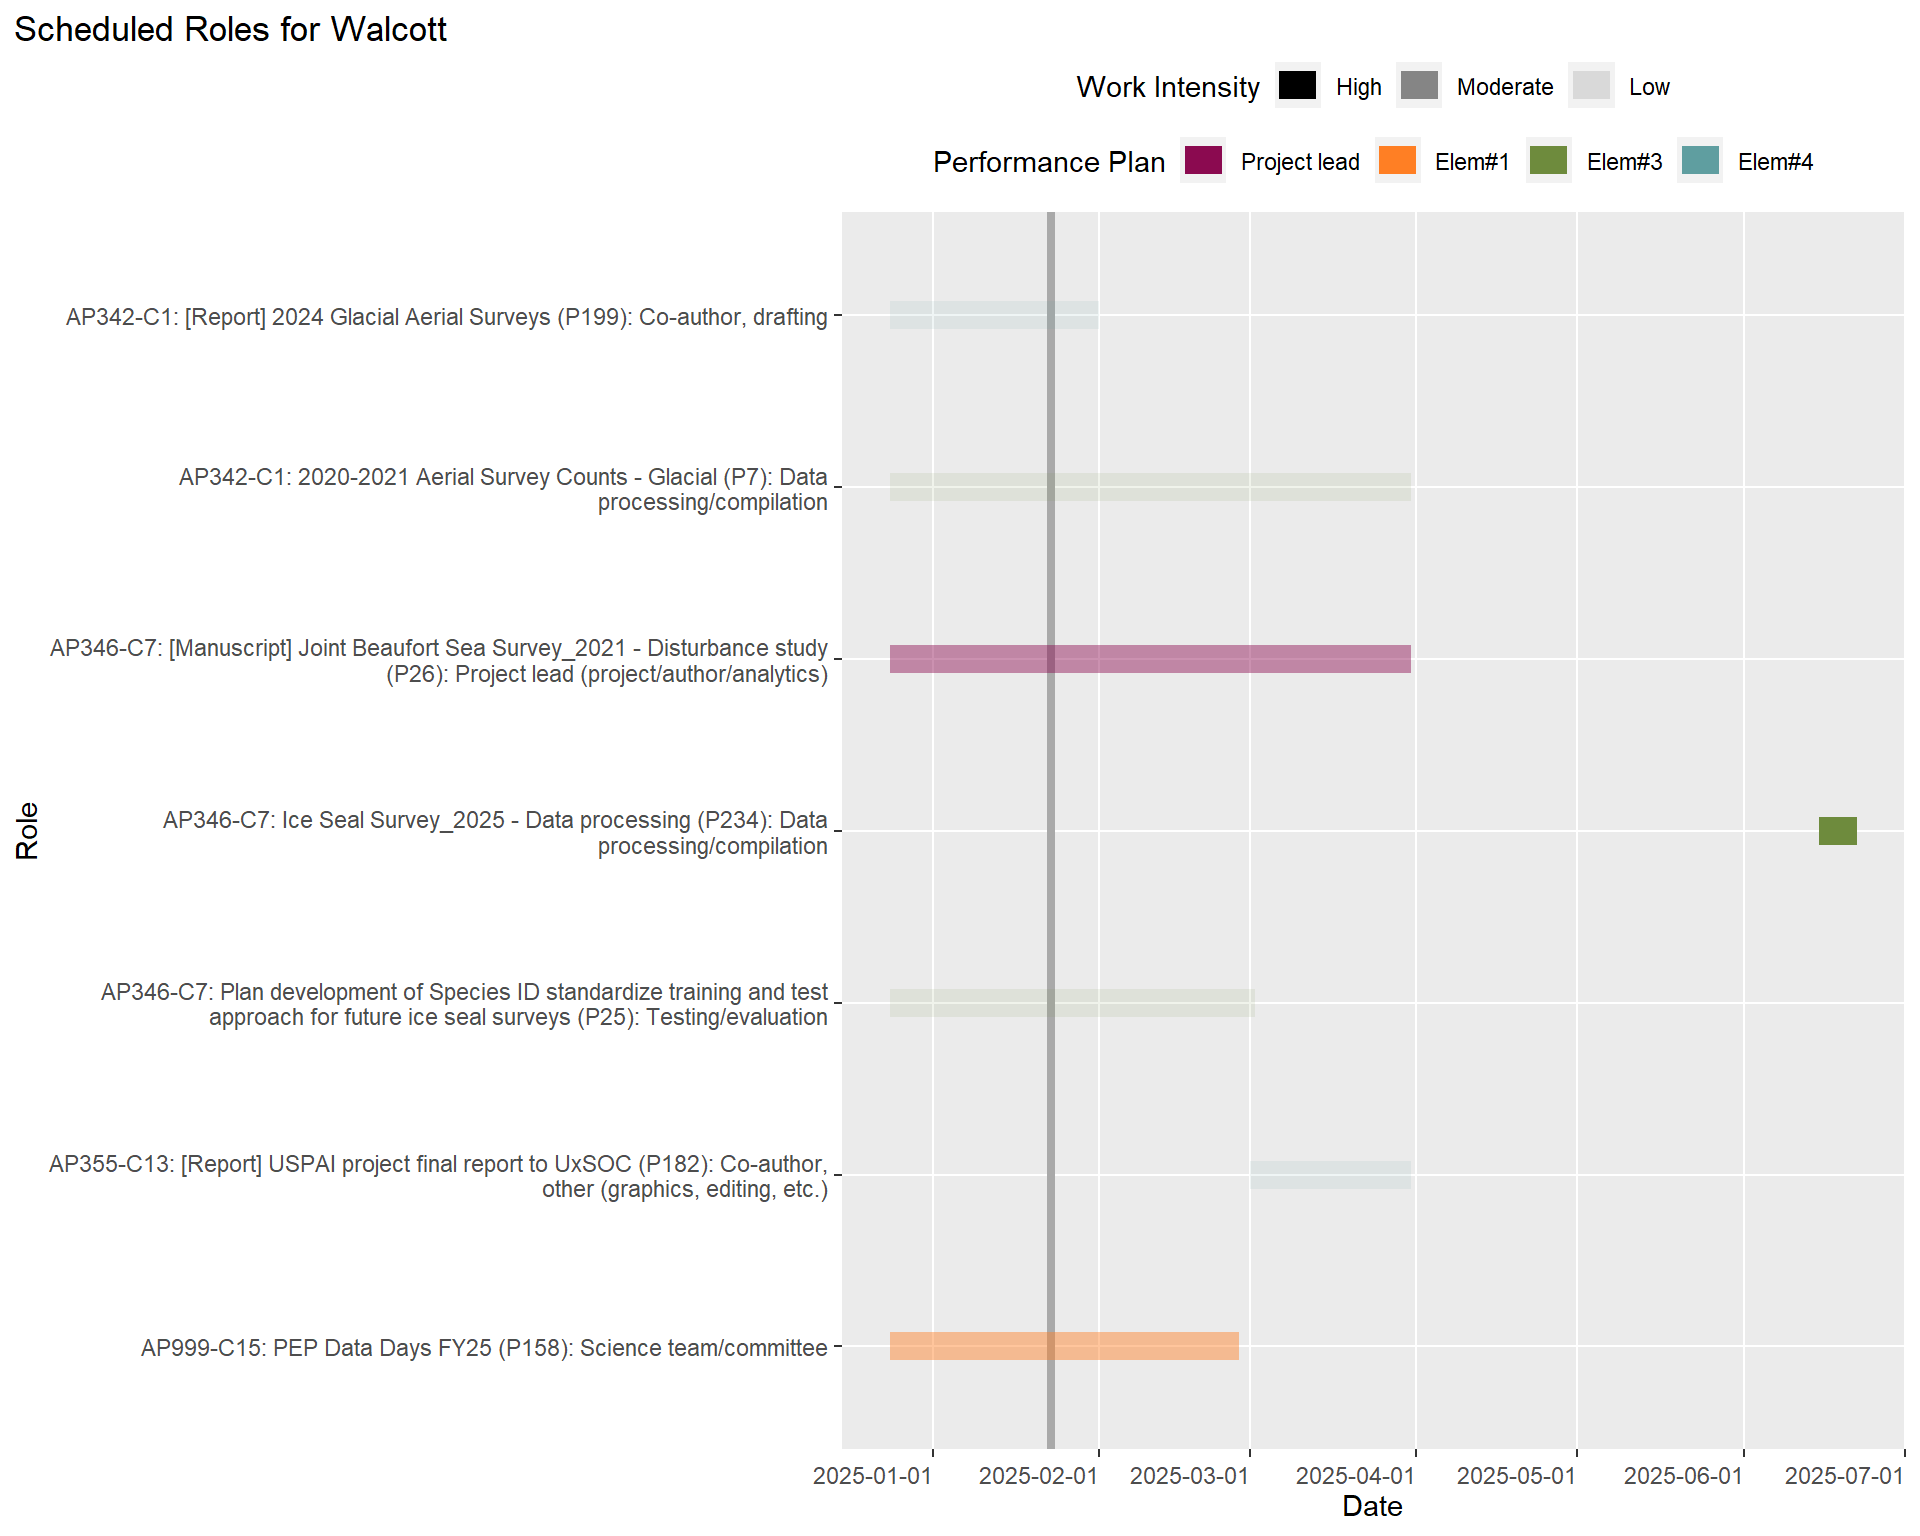 Scheduled Roles for Walcott
Work Intensity High Moderate Low
Performance Plan Project lead Elem#1 Elem#3 Elem#4
AP342-C1: [Report] 2024 Glacial Aerial Surveys (P199): Co-author, drafting
AP342-C1: 2020-2021 Aerial Survey Counts - Glacial (P7): Data
processing/compilation
AP346-C7: [Manuscript] Joint Beaufort Sea Survey_2021 - Disturbance study
(P26): Project lead (project/author/analytics)
Role
AP346-C7: Ice Seal Survey_2025 - Data processing (P234): Data
processing/compilation
AP346-C7: Plan development of Species ID standardize training and test
approach for future ice seal surveys (P25): Testing/evaluation
AP355-C13: [Report] USPAI project final report to UxSOC (P182): Co-author,
other (graphics, editing, etc.)
AP999-C15: PEP Data Days FY25 (P158): Science team/committee
2025-01-01 2025-02-01 2025-03-01 2025-04-01 2025-05-01 2025-06-01 2025-07-01
Date